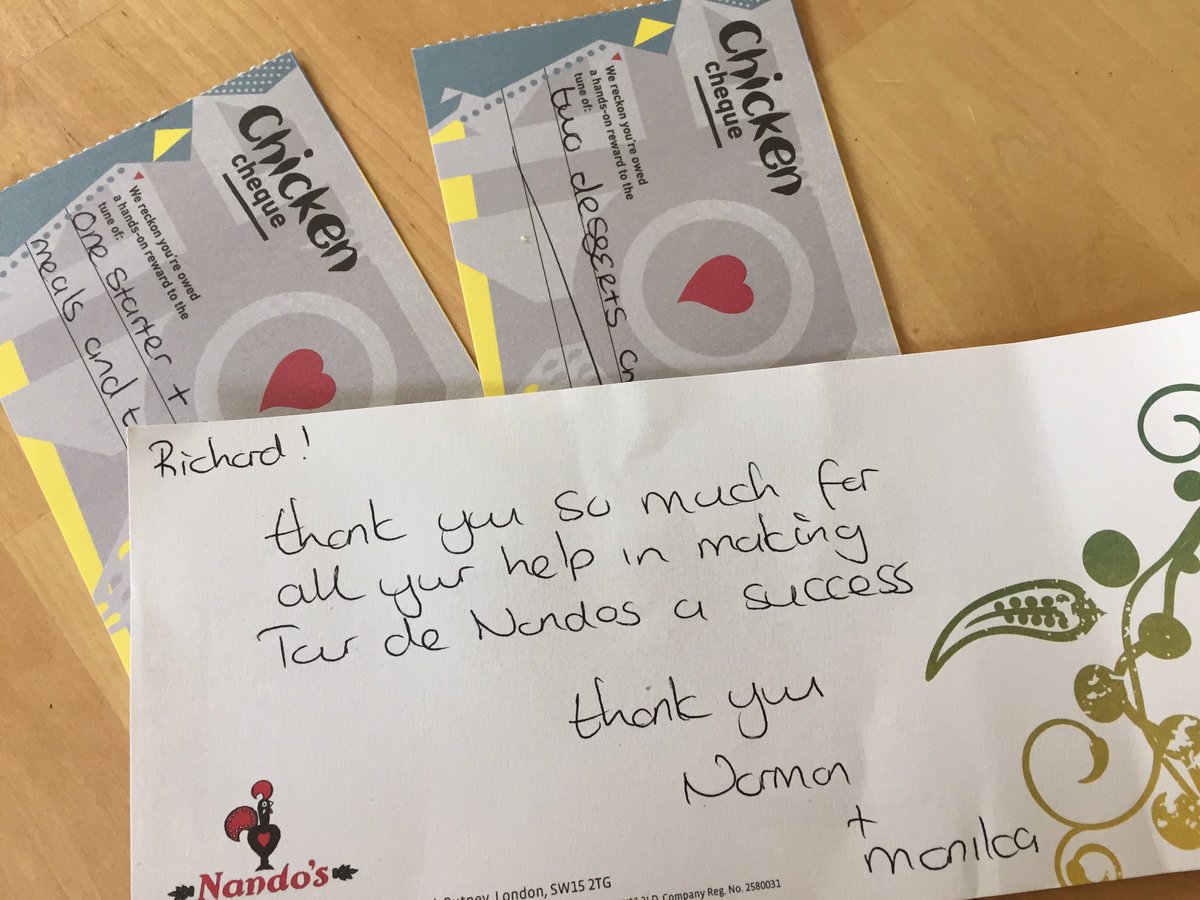 Chicken
cheque
We reckon you're owed
a hands-on reward to the
tune of:
One starter +
meals and
Chicken
cheque
We reckon you're owed
a hands-on reward to the
tune of:
two desserts
Richard!
thank you so much for
all your help in making
Tour de Nandos a success
thank you
Norman
+
Monika
Nando's
Putney, London, SW15 2TG
Company Reg. No. 2580031